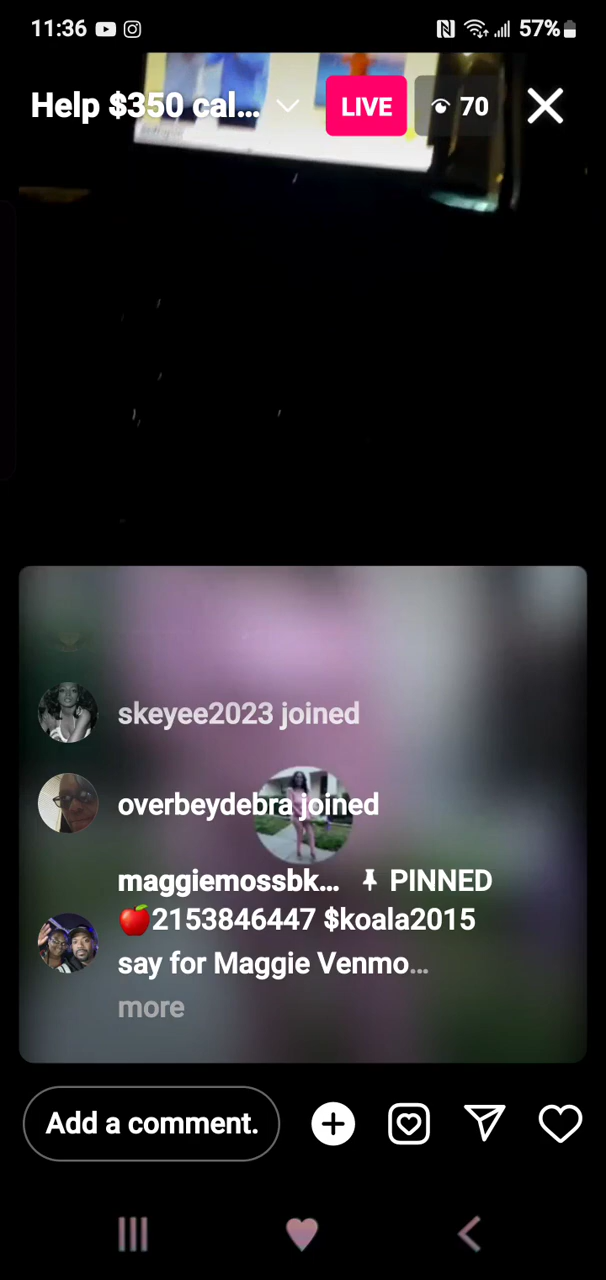 11:36 57%
Help $350 cal... LIVE 70
skeyee2023 joined
overbeydebra joined
maggiemossbk... PINNED
🍎2153846447 $koala2015
say for Maggie Venmo...
more
Add a comment.